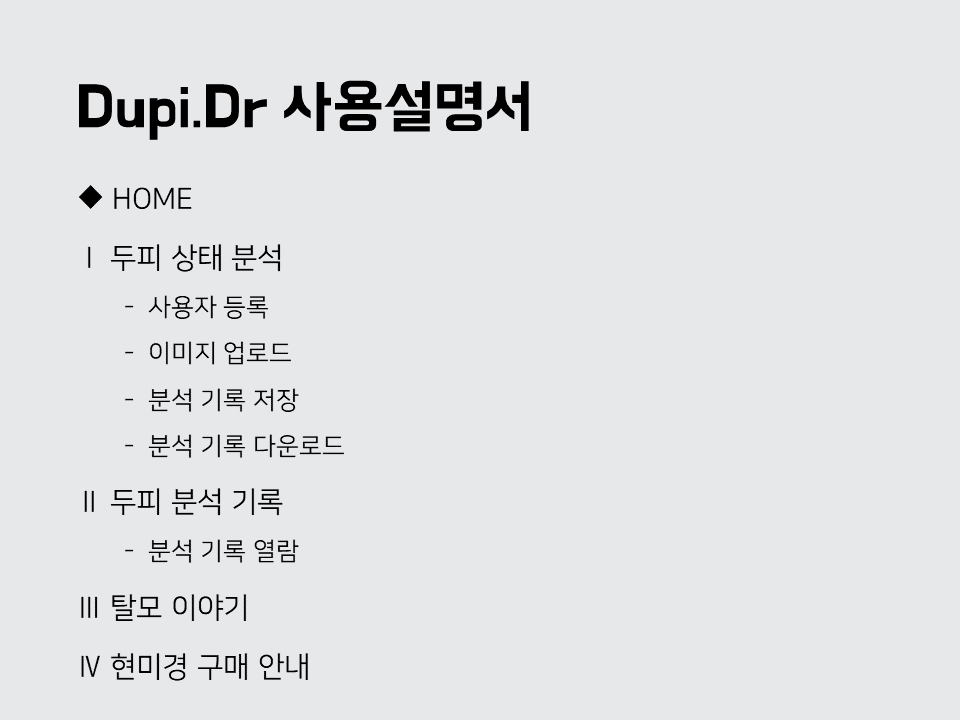 Dupi.Dr 사용설명서
◆ HOME
Ⅰ 두피 상태 분석
- 사용자 등록
- 이미지 업로드
- 분석 기록 저장
- 분석 기록 다운로드
Ⅱ 두피 분석 기록
- 분석 기록 열람
Ⅲ 탈모 이야기
Ⅳ 현미경 구매 안내